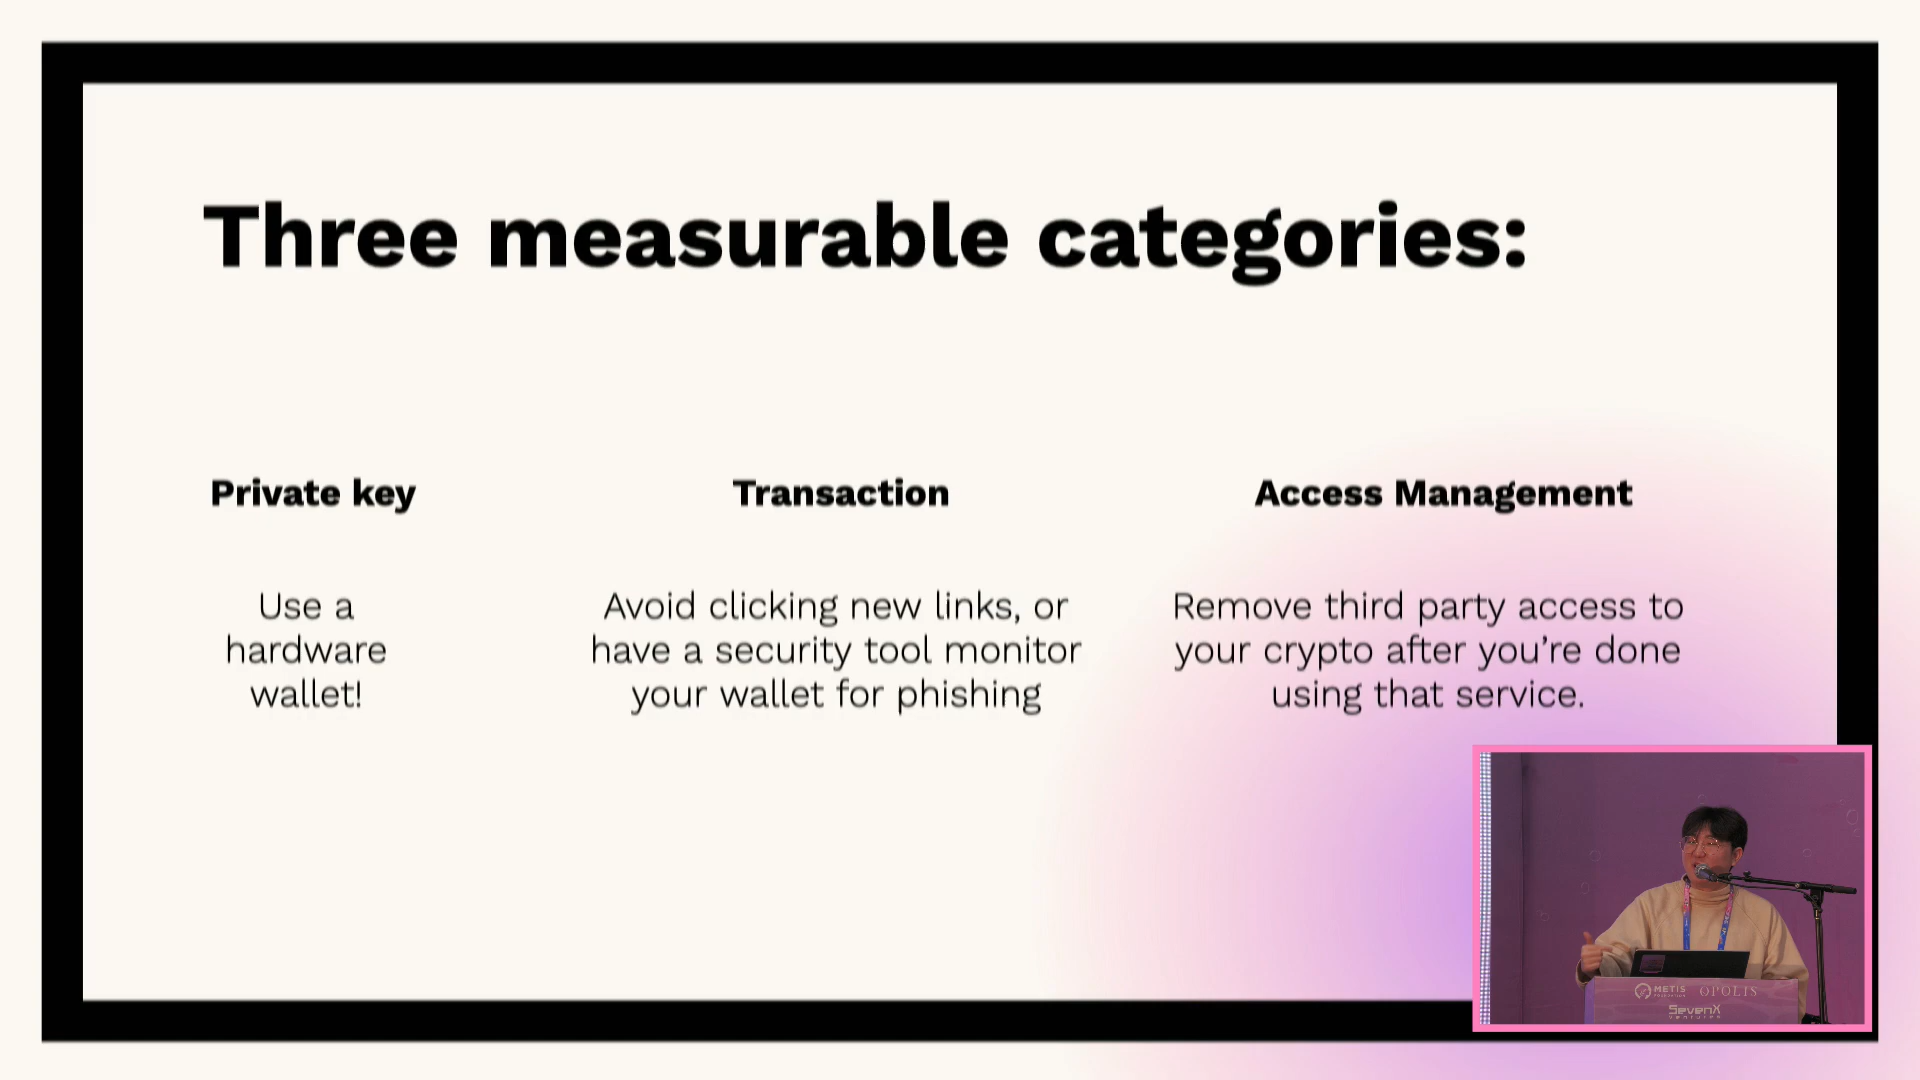 Three measurable categories:
Private key
Use a
hardware
wallet!
Transaction
Avoid clicking new links, or
have a security tool monitor
your wallet for phishing
Access Management
Remove third party access to
your crypto after you’re done
using that service.
METIS
OPOLIS
SevenX
VENTURES